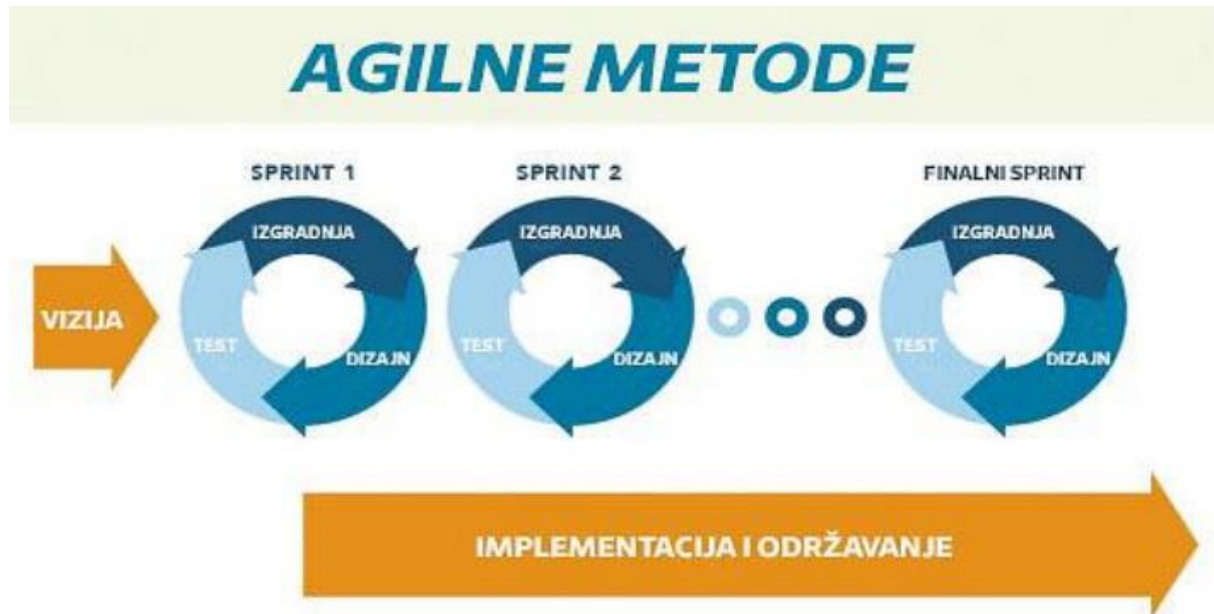 AGILNE METODE
SPRINT 1
SPRINT 2
FINALNI SPRINT
VIZIJA
IZGRADNJA
TEST
DIZAJN
IZGRADNJA
TEST
DIZAJN
IZGRADNJA
TEST
DIZAJN
IMPLEMENTACIJA I ODRŽAVANJE